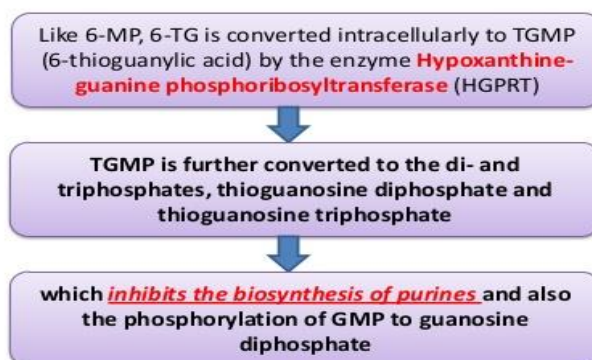 Like 6-MP, 6-TG is converted intracellularly to TGMP
(6-thioguanylic acid) by the enzyme Hypoxanthine-
guanine phosphoribosyltransferase (HGPRT)
TGMP is further converted to the di- and
triphosphates, thioguanosine diphosphate and
thioguanosine triphosphate
which inhibits the biosynthesis of purines and also
the phosphorylation of GMP to guanosine
diphosphate